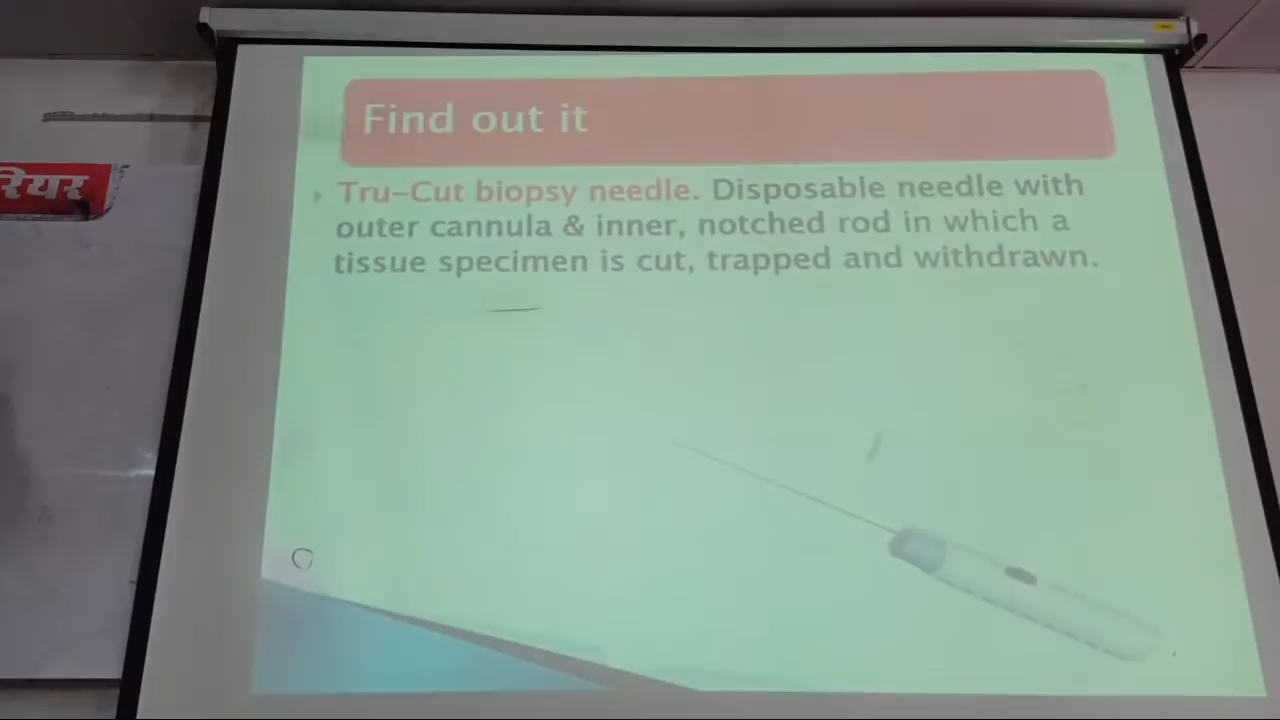 Find out it
रियर
Tru-Cut biopsy needle. Disposable needle with
outer cannula & inner, notched rod in which a
tissue specimen is cut, trapped and withdrawn.